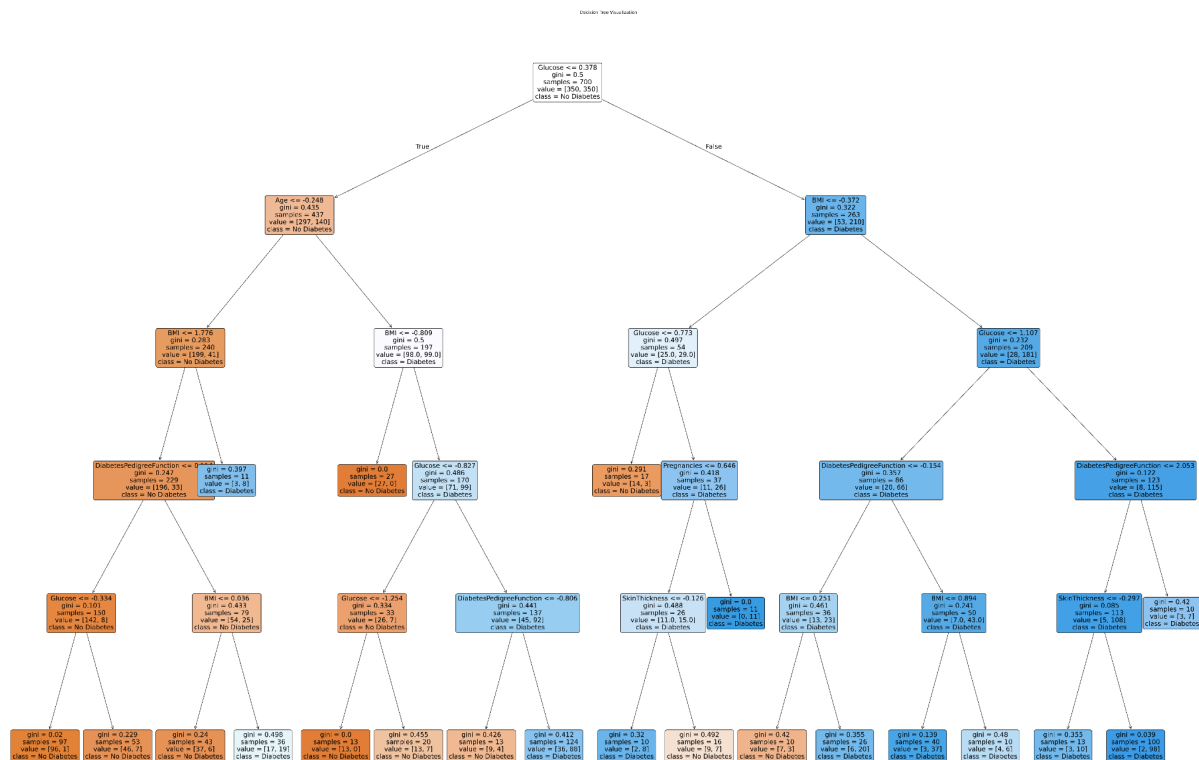 Decision Tree Visualization
Glucose <= 0.378
gini = 0.5
samples = 700
value = [350, 350]
class = No Diabetes
True
False
Age <= -0.248
gini = 0.435
samples = 437
value = [297, 140]
class = No Diabetes
BMI <= -0.372
gini = 0.322
samples = 263
value = [53, 210]
class = Diabetes
BMI <= 1.776
gini = 0.283
samples = 240
value = [199, 41]
class = No Diabetes
BMI <= -0.809
gini = 0.5
samples = 197
value = [98.0, 99.0]
class = Diabetes
Glucose <= 0.773
gini = 0.497
samples = 54
value = [25.0, 29.0]
class = Diabetes
Glucose <= 1.107
gini = 0.232
samples = 209
value = [28, 181]
class = Diabetes
DiabetesPedigreeFunction <=
gini = 0.247
samples = 229
value = [196, 33]
class = No Diabetes
gini = 0.397
samples = 11
value = [3, 8]
class = Diabetes
gini = 0.0
samples = 27
value = [27, 0]
class = No Diabetes
Glucose <= -0.827
gini = 0.486
samples = 170
value = [71, 99]
class = Diabetes
gini = 0.291
samples = 17
value = [14, 3]
class = No Diabetes
Pregnancies <= 0.646
gini = 0.418
samples = 37
value = [11, 26]
class = Diabetes
DiabetesPedigreeFunction <= -0.154
gini = 0.357
samples = 86
value = [20, 66]
class = Diabetes
DiabetesPedigreeFunction <= 2.053
gini = 0.122
samples = 123
value = [8, 115]
class = Diabetes
Glucose <= -0.334
gini = 0.101
samples = 150
value = [142, 8]
class = No Diabetes
BMI <= 0.036
gini = 0.433
samples = 79
value = [54, 25]
class = No Diabetes
Glucose <= -1.254
gini = 0.334
samples = 33
value = [26, 7]
class = No Diabetes
DiabetesPedigreeFunction <= -0.806
gini = 0.441
samples = 137
value = [45, 92]
class = Diabetes
SkinThickness <= -0.126
gini = 0.488
samples = 26
value = [11.0, 15.0]
class = Diabetes
gini = 0.0
samples = 11
value = [0, 11]
class = Diabetes
BMI <= 0.251
gini = 0.461
samples = 36
value = [13, 23]
class = Diabetes
BMI <= 0.894
gini = 0.241
samples = 50
value = [7.0, 43.0]
class = Diabetes
SkinThickness <= -0.297
gini = 0.085
samples = 113
value = [5, 108]
class = Diabetes
gini = 0.42
samples = 10
value = [3, 7]
class = Diabetes
gini = 0.02
samples = 97
value = [96, 1]
class = No Diabetes
gini = 0.229
samples = 53
value = [46, 7]
class = No Diabetes
gini = 0.24
samples = 43
value = [37, 6]
class = No Diabetes
gini = 0.498
samples = 36
value = [17, 19]
class = Diabetes
gini = 0.0
samples = 13
value = [13, 0]
class = No Diabetes
gini = 0.455
samples = 20
value = [13, 7]
class = No Diabetes
gini = 0.426
samples = 13
value = [9, 4]
class = No Diabetes
gini = 0.412
samples = 124
value = [36, 88]
class = Diabetes
gini = 0.32
samples = 10
value = [2, 8]
class = Diabetes
gini = 0.492
samples = 16
value = [9, 7]
class = No Diabetes
gini = 0.42
samples = 10
value = [7, 3]
class = No Diabetes
gini = 0.355
samples = 26
value = [6, 20]
class = Diabetes
gini = 0.139
samples = 40
value = [3, 37]
class = Diabetes
gini = 0.48
samples = 10
value = [4, 6]
class = Diabetes
gini = 0.355
samples = 13
value = [3, 10]
class = Diabetes
gini = 0.039
samples = 100
value = [2, 98]
class = Diabetes